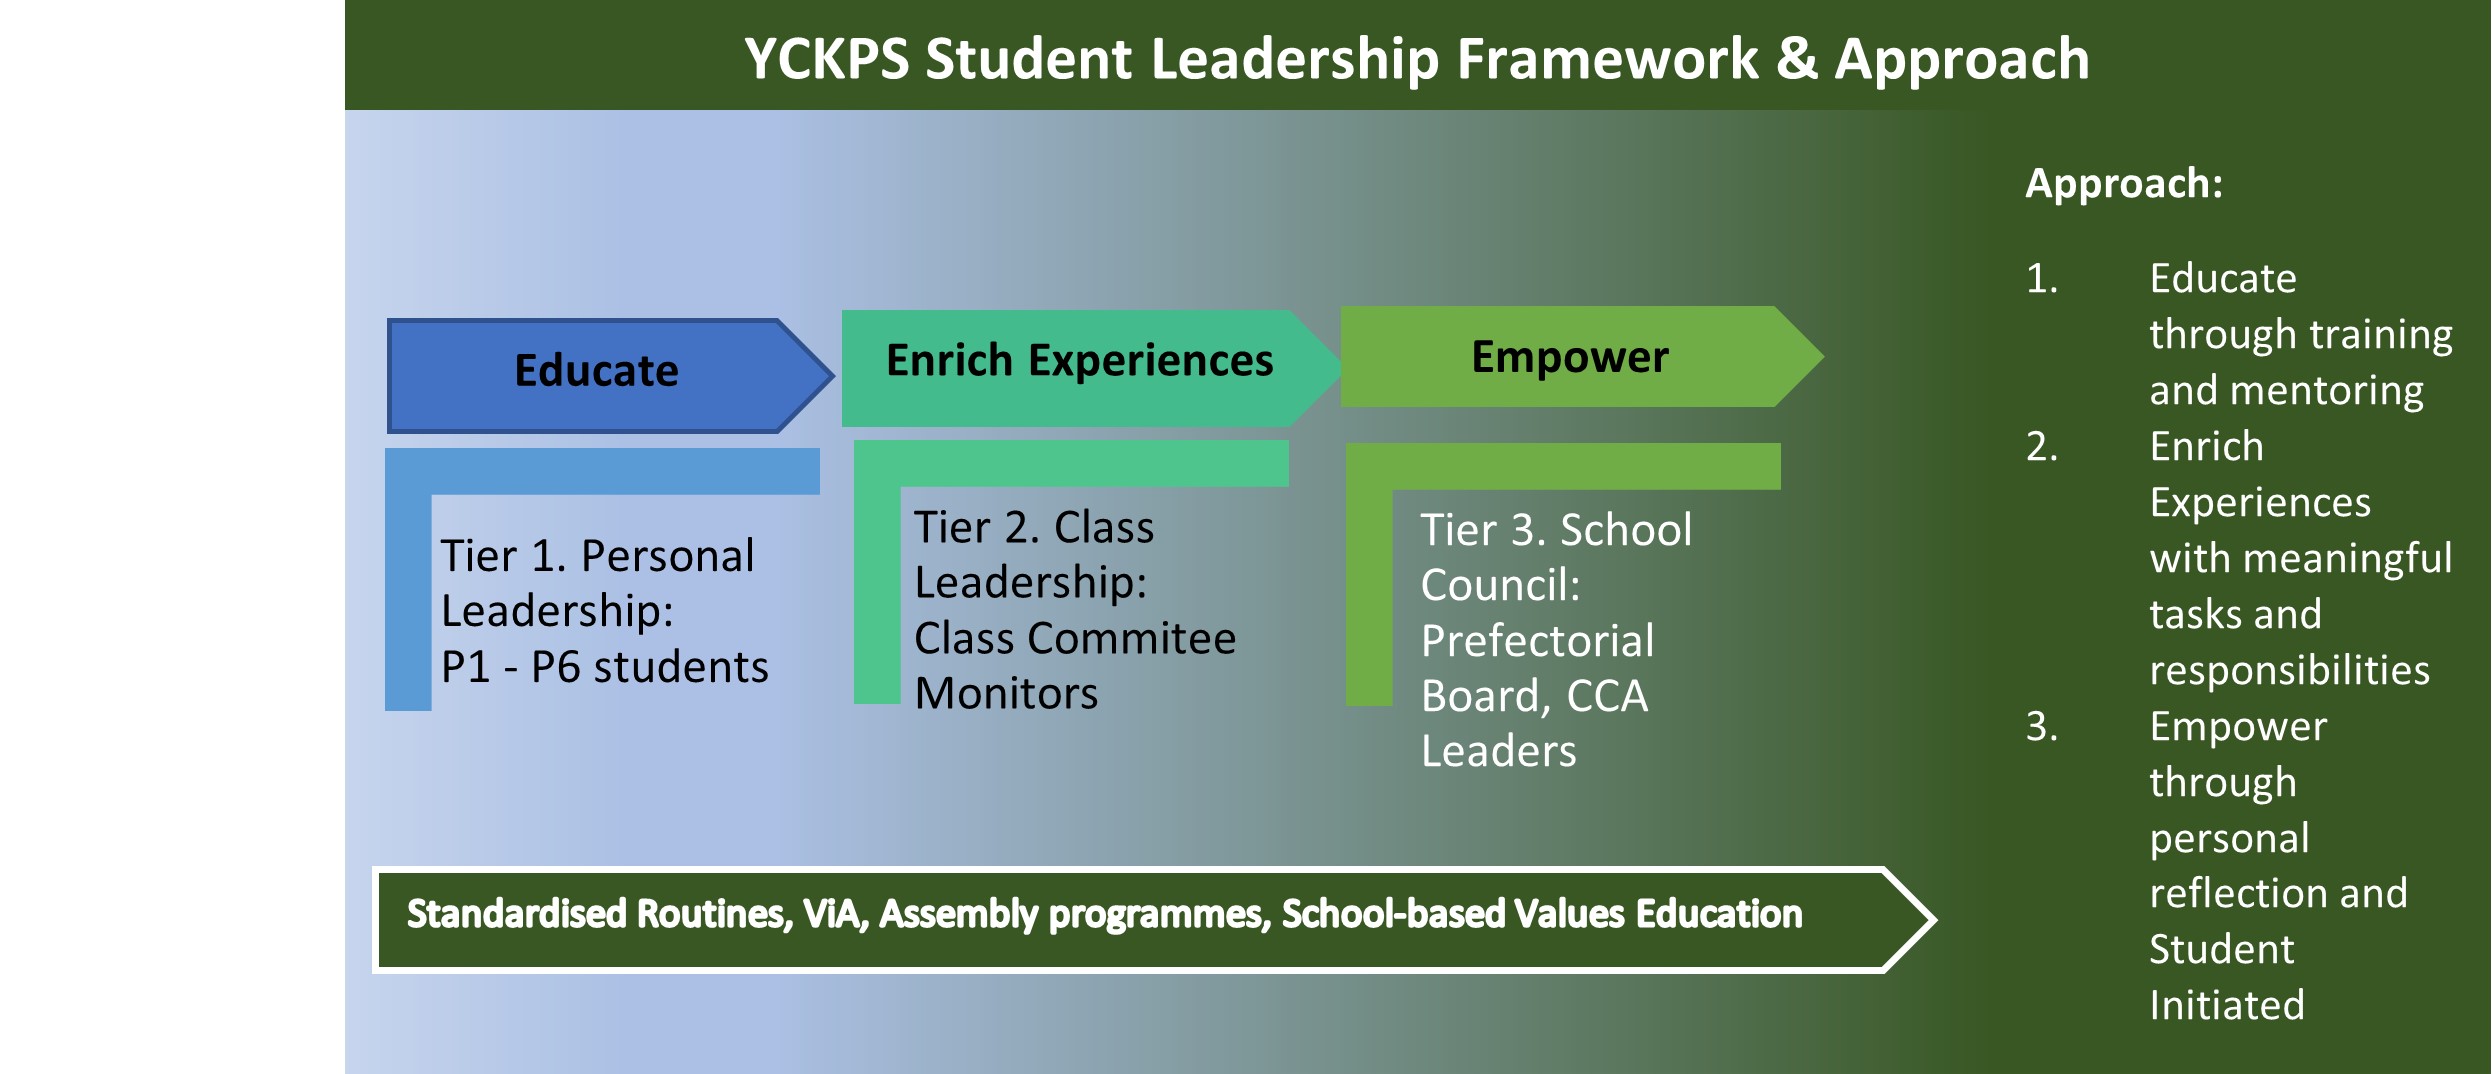 YCKPS Student Leadership Framework & Approach
Educate
Tier 1. Personal
Leadership:
P1 - P6 students
Enrich Experiences
Tier 2. Class
Leadership:
Class Commitee
Monitors
Empower
Tier 3. School
Council:
Prefectorial
Board, CCA
Leaders
Standardised Routines, ViA, Assembly programmes, School-based Values Education
Approach:
1. Educate
through training
and mentoring
2. Enrich
Experiences
with meaningful
tasks and
responsibilities
3. Empower
through
personal
reflection and
Student
Initiated